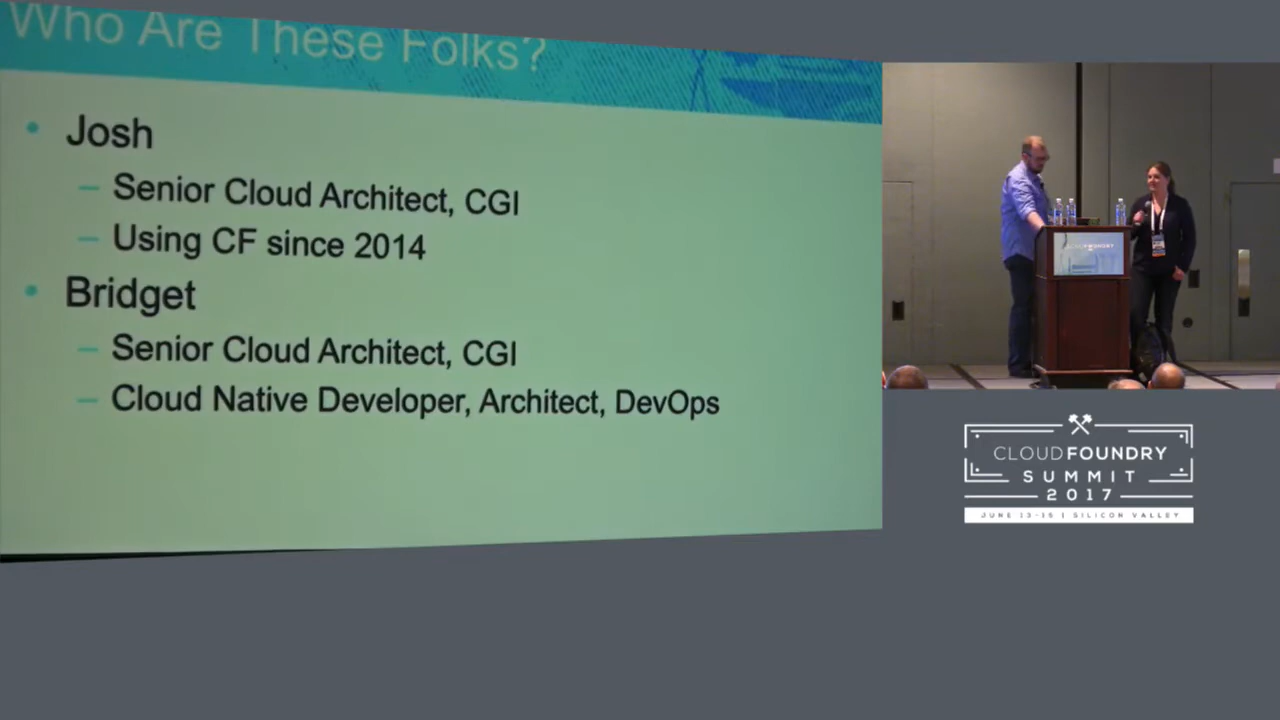 Who Are These Folks?
• Josh
– Senior Cloud Architect, CGI
– Using CF since 2014
• Bridget
– Senior Cloud Architect, CGI
– Cloud Native Developer, Architect, DevOps
CLOUDFOUNDRY
SUMMIT
2017
JUNE 13-15 | SILICON VALLEY